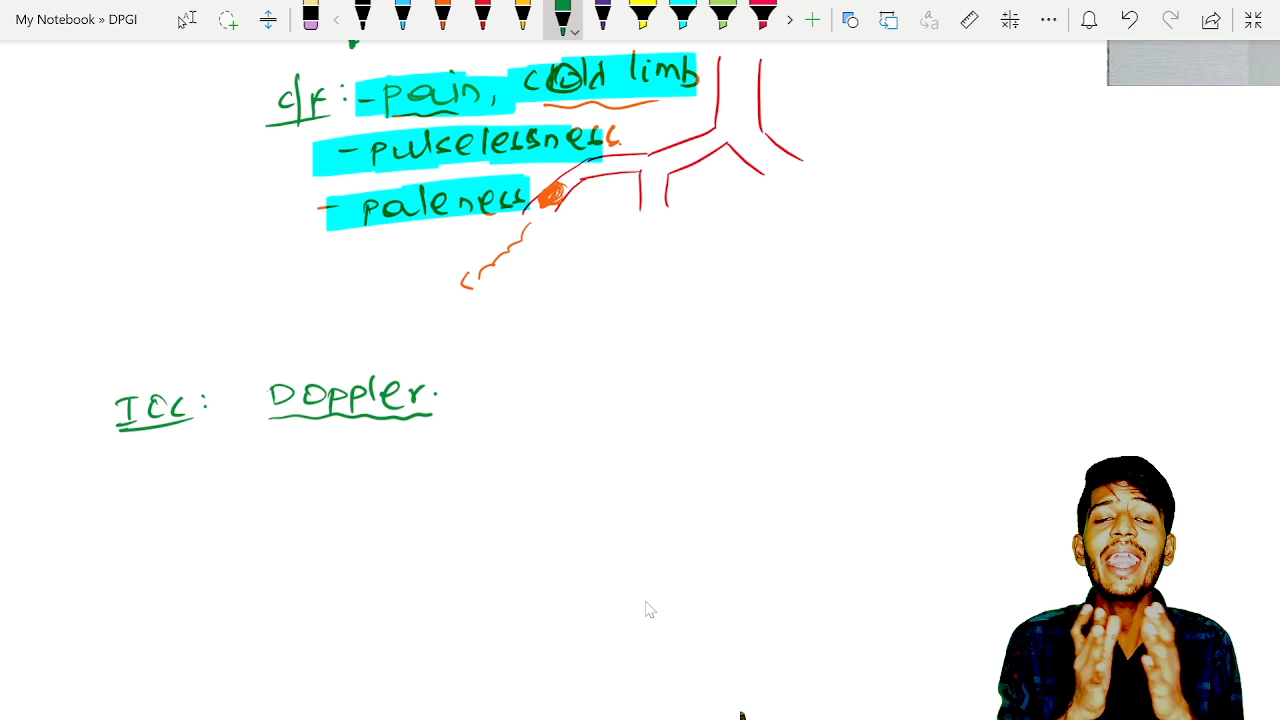 My Notebook » DPGI
c/f : - pain, cold limb
- pulselessness
- paleness
IOC : Doppler.